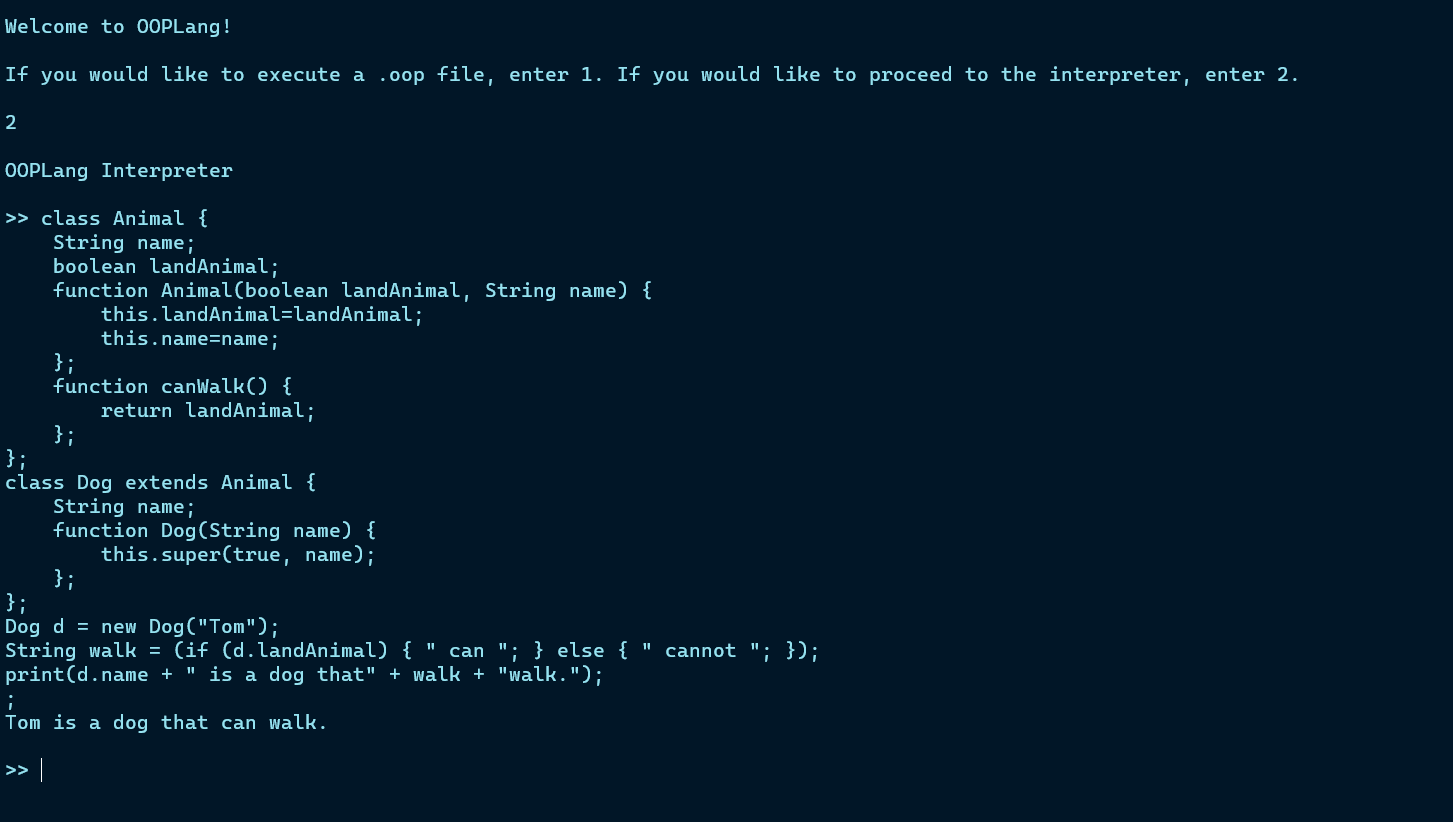 Welcome to OOPLang!
If you would like to execute a .oop file, enter 1. If you would like to proceed to the interpreter, enter 2.
2
OOPLang Interpreter
>> class Animal {
    String name;
    boolean landAnimal;
    function Animal(boolean landAnimal, String name) {
        this.landAnimal=landAnimal;
        this.name=name;
    };
    function canWalk() {
        return landAnimal;
    };
};
class Dog extends Animal {
    String name;
    function Dog(String name) {
        this.super(true, name);
    };
};
Dog d = new Dog("Tom");
String walk = (if (d.landAnimal) { " can "; } else { " cannot "; });
print(d.name + " is a dog that" + walk + "walk.");
;
Tom is a dog that can walk.
>>